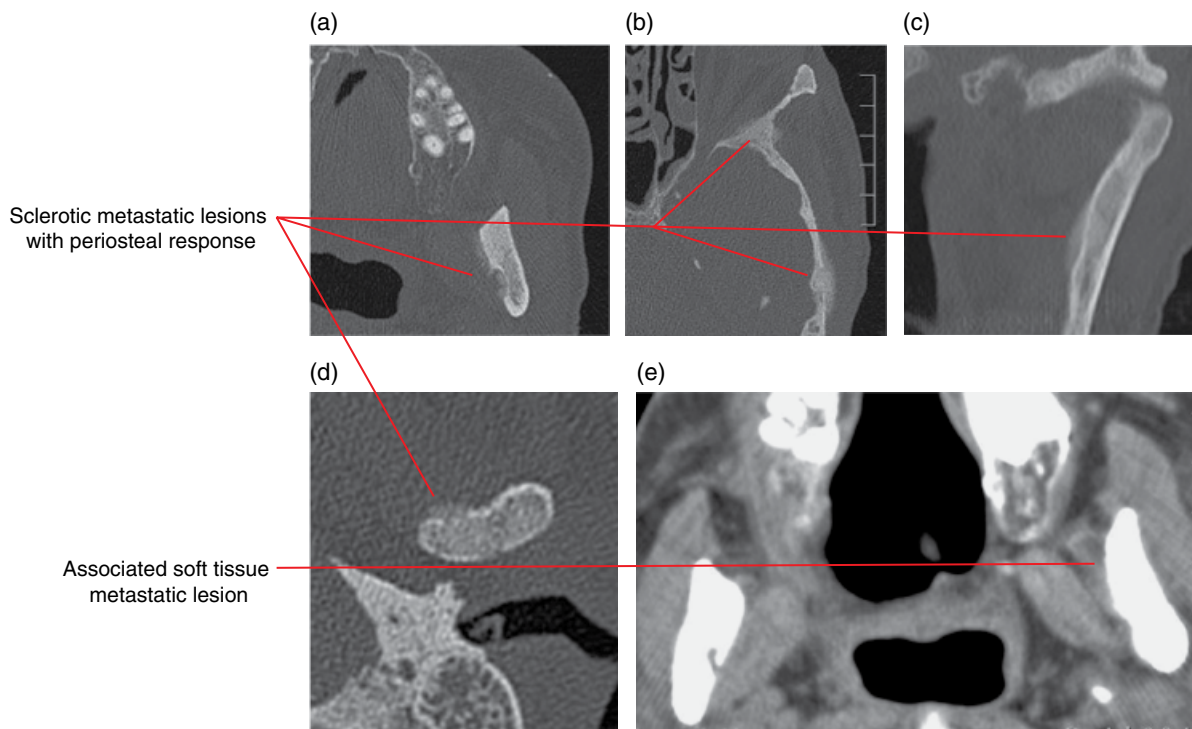 (a)
(b)
(c)
Sclerotic metastatic lesions
with periosteal response
(d)
(e)
Associated soft tissue
metastatic lesion